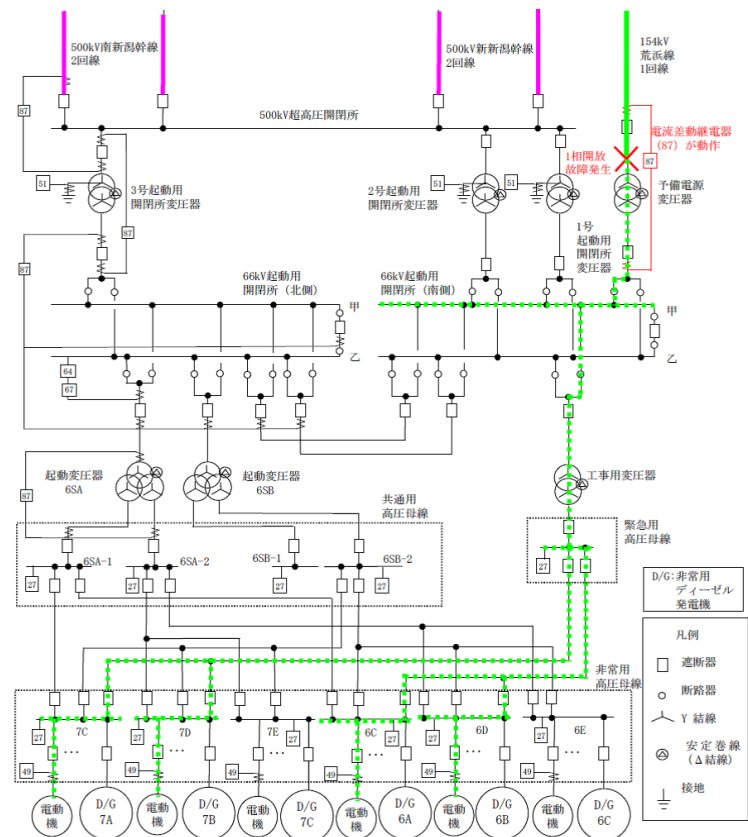 500kV南新潟幹線
2回線
500kV新新潟幹線
2回線
154kV
荒浜線
1回線
87
500kV超高圧開閉所
電流差動継電器
(87)が動作
1相開放
故障発生
87
51
3号起動用
開閉所変圧器
51
2号起動用
開閉所変圧器
51
予備電源
変圧器
87
1号
起動用
開閉所
変圧器
87
66kV起動用
開閉所（北側）
66kV起動用
開閉所（南側）
甲
甲
乙
乙
64
67
起動変圧器
6SA
起動変圧器
6SB
工事用変圧器
87
共通用
高圧母線
緊急用
高圧母線
6SA-1
6SA-2
6SB-1
6SB-2
27
27
27
27
27
D/G:非常用
ディーゼル
発電機
凡例
遮断器
断路器
Y 結線
安定巻線
(Δ結線)
接地
非常用
高圧母線
7C
7D
7E
6C
6D
6E
27
27
27
27
27
27
…
…
…
…
…
…
49
49
49
49
49
49
電動
機
D/G
7A
電動
機
D/G
7B
電動
機
D/G
7C
電動
機
D/G
6A
電動
機
D/G
6B
電動
機
D/G
6C